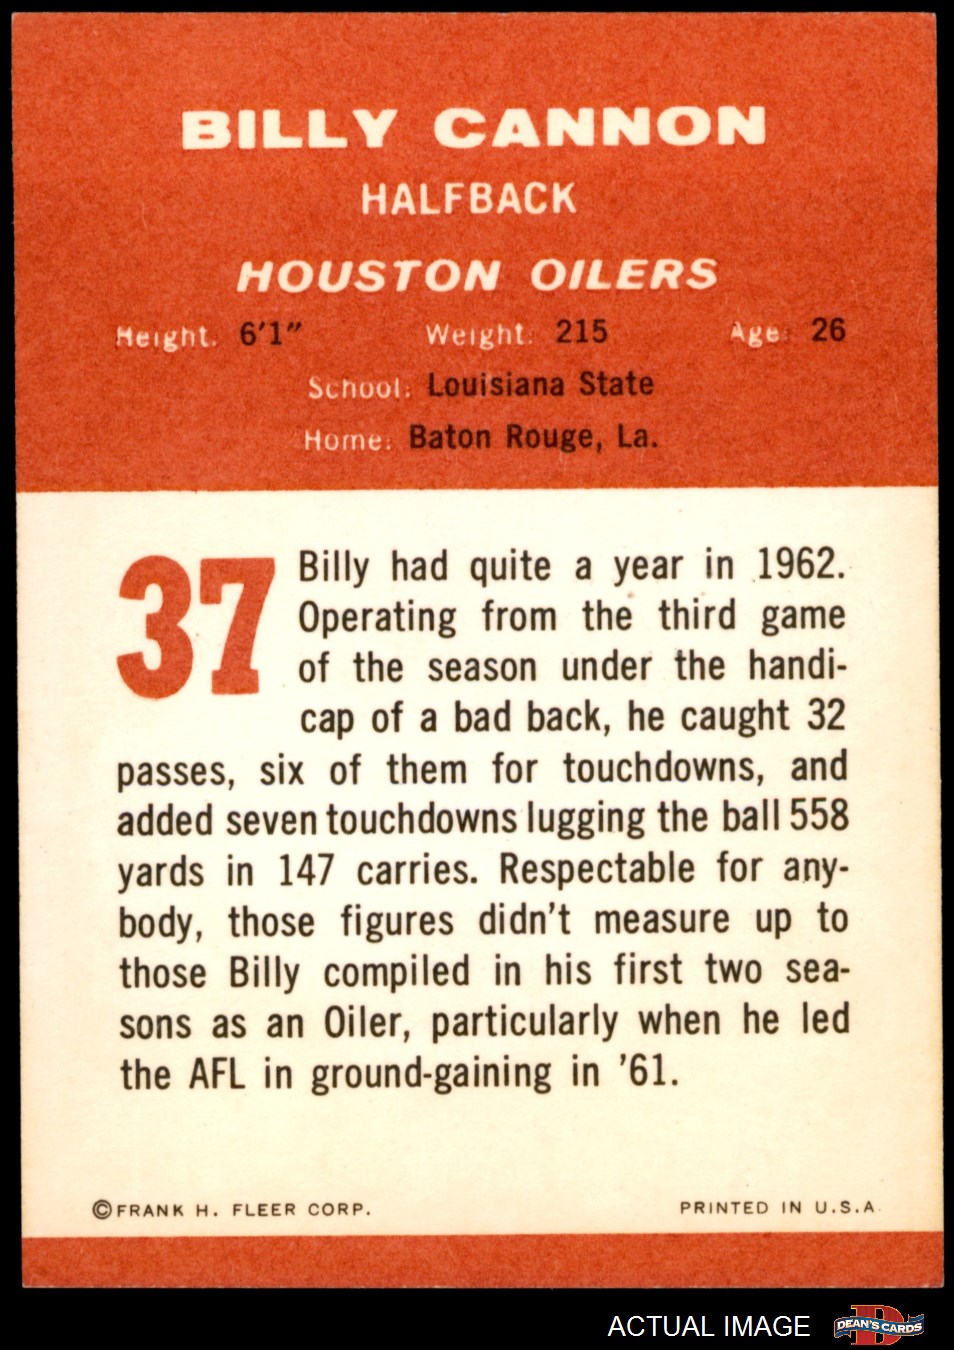 BILLY CANNON
HALFBACK
HOUSTON OILERS
Height: 6'1" Weight: 215 Age: 26
School: Louisiana State
Home: Baton Rouge, La.
37
Billy had quite a year in 1962.
Operating from the third game
of the season under the handi-
cap of a bad back, he caught 32
passes, six of them for touchdowns, and
added seven touchdowns lugging the ball 558
yards in 147 carries. Respectable for any-
body, those figures didn't measure up to
those Billy compiled in his first two sea-
sons as an Oiler, particularly when he led
the AFL in ground-gaining in '61.
©FRANK H. FLEER CORP. PRINTED IN U.S.A.
ACTUAL IMAGE
D
DEAN'S CARDS